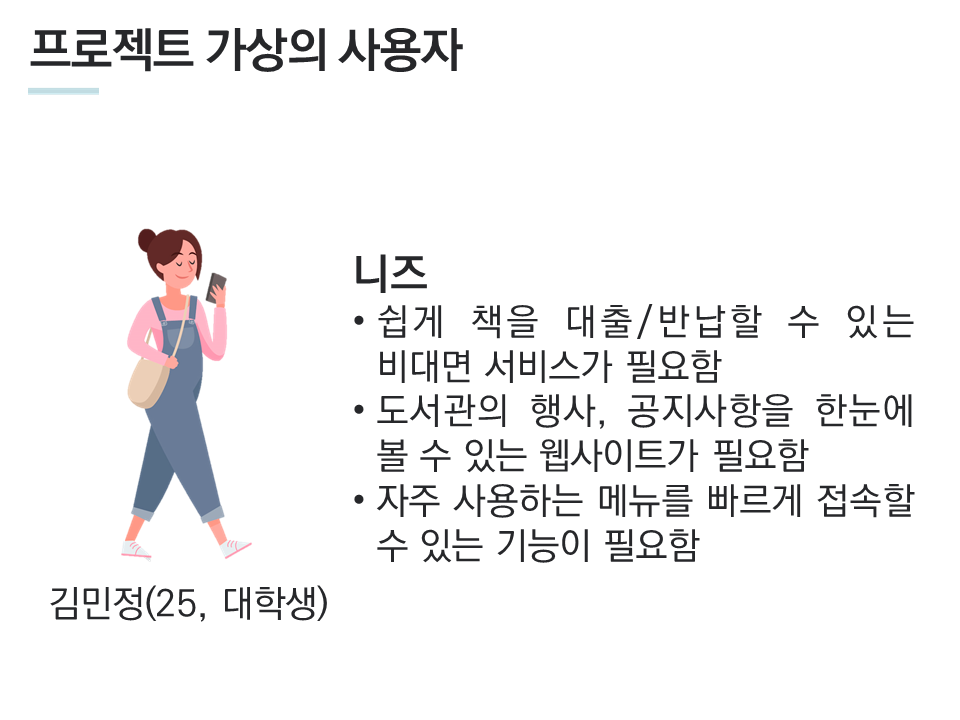 프로젝트 가상의 사용자
니즈
• 쉽게 책을 대출/반납할 수 있는
비대면 서비스가 필요함
• 도서관의 행사, 공지사항을 한눈에
볼 수 있는 웹사이트가 필요함
• 자주 사용하는 메뉴를 빠르게 접속할
수 있는 기능이 필요함
김민정(25, 대학생)